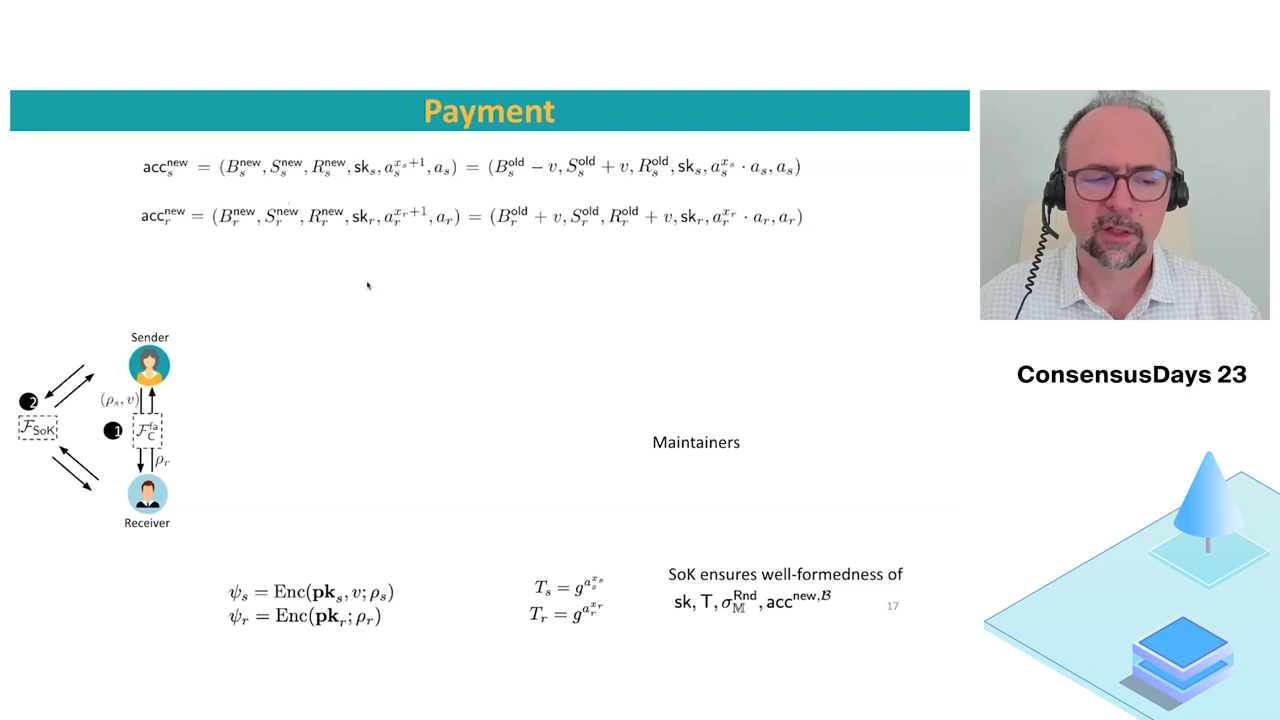 Payment
acc_s^new = (B_s^new, S_s^new, R_s^new, sk_s, a_s^{x_s+1}, a_s) = (B_s^old − v, S_s^old + v, R_s^old, sk_s, a_s^{x_s} · a_s, a_s)
acc_r^new = (B_r^new, S_r^new, R_r^new, sk_r, a_r^{x_r+1}, a_r) = (B_r^old + v, S_r^old, R_r^old + v, sk_r, a_r^{x_r} · a_r, a_r)
ConsensusDays 23
Sender
2
(ρ_s, v)
F_SoK
1
F_C^fa
ρ_r
Receiver
Maintainers
ψ_s = Enc(pk_s, v; ρ_s)
ψ_r = Enc(pk_r; ρ_r)
T_s = g^{a_s^{x_s}}
T_r = g^{a_r^{x_r}}
SoK ensures well-formedness of
sk, T, σ_𝕄^Rnd, acc^{new,ℬ}
17